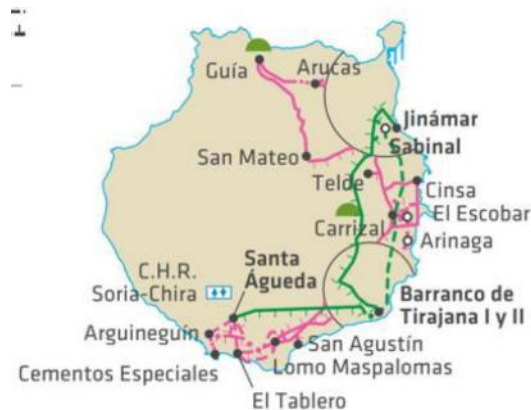 Guía
Arucas
Jinámar
Sabinal
San Mateo
Telde
Cinsa
El Escobar
Carrizal
Arinaga
Santa
Águeda
C.H.R.
Soria-Chira
Barranco de
Tirajana I y II
Arguineguín
San Agustín
Cementos Especiales
Lomo Maspalomas
El Tablero